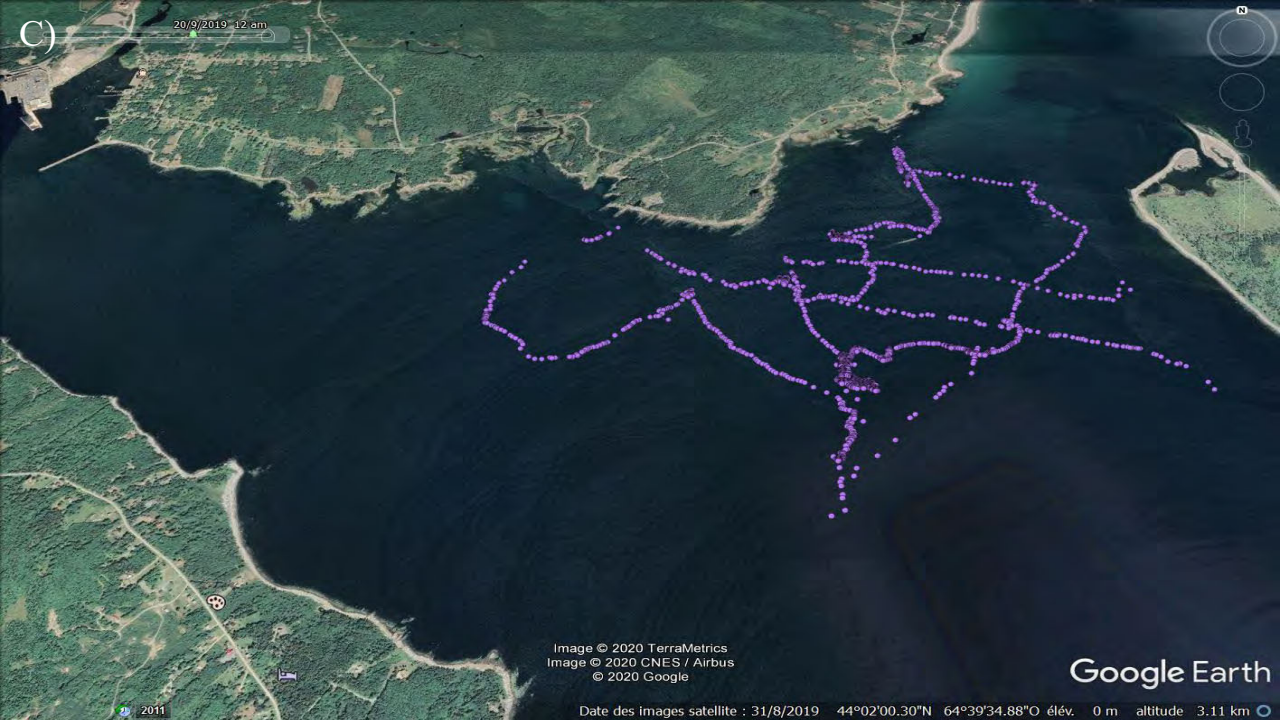 C)
20/9/2019 12 am
N
Image © 2020 TerraMetrics
Image © 2020 CNES / Airbus
© 2020 Google
Google Earth
2011
Date des images satellite : 31/8/2019 44°02'00.30"N 64°39'34.88"O élév. 0 m altitude 3.11 km